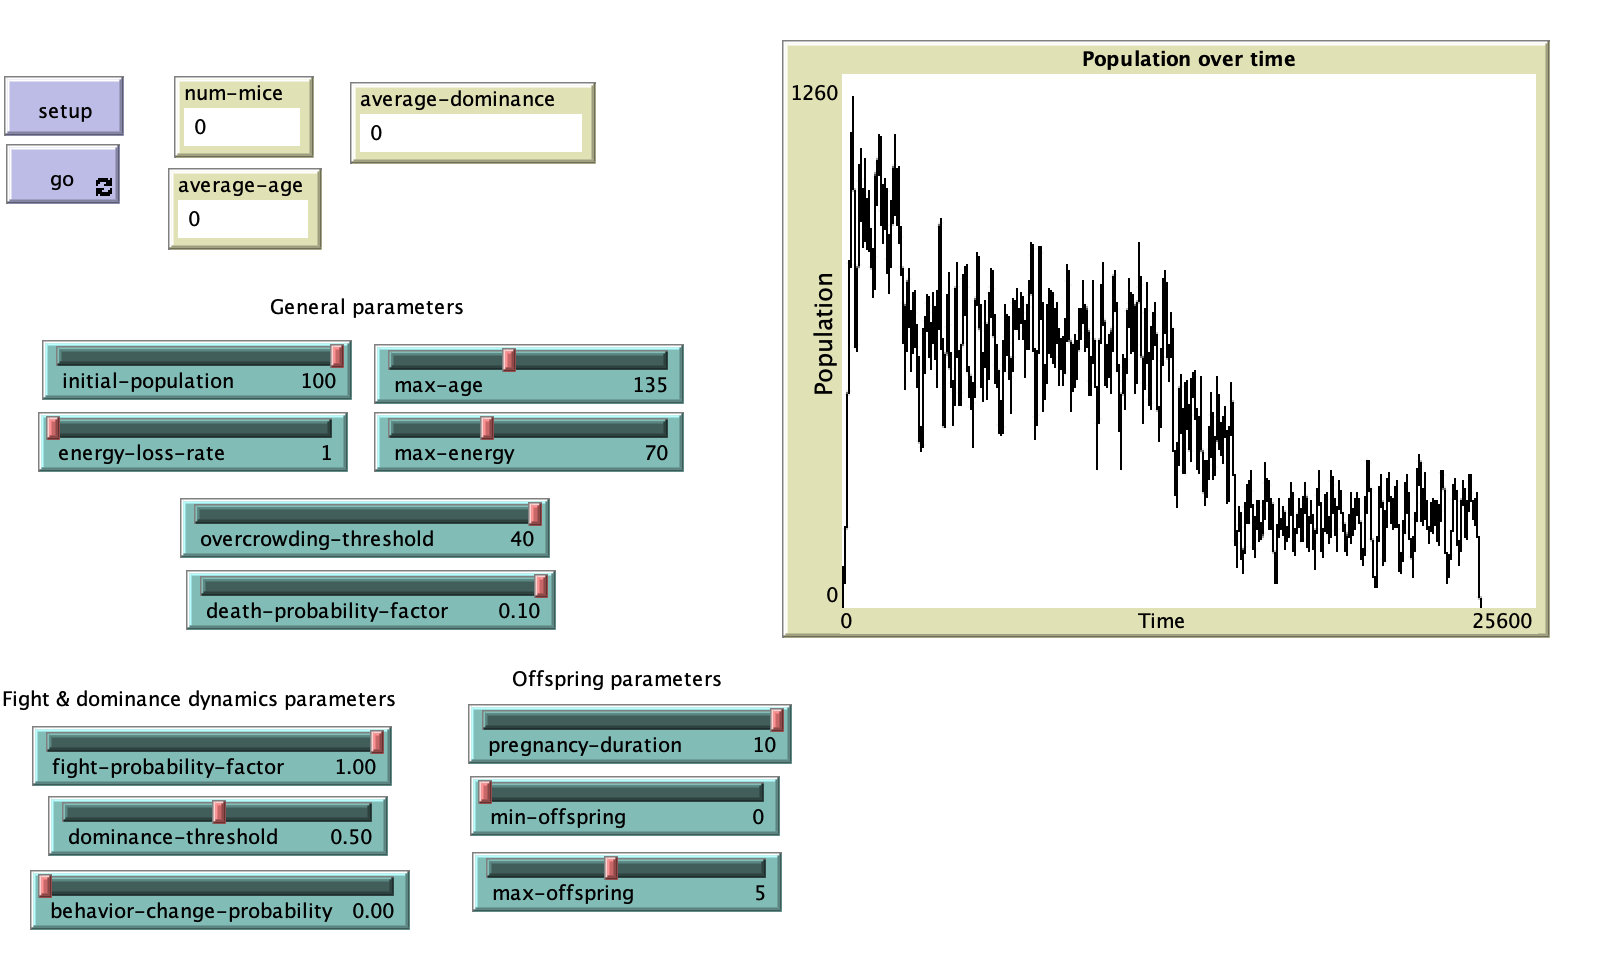 setup
go
num-mice
0
average-dominance
0
average-age
0
General parameters
initial-population 100
max-age 135
energy-loss-rate 1
max-energy 70
overcrowding-threshold 40
death-probability-factor 0.10
Fight & dominance dynamics parameters
fight-probability-factor 1.00
dominance-threshold 0.50
behavior-change-probability 0.00
Offspring parameters
pregnancy-duration 10
min-offspring 0
max-offspring 5
Population over time
1260
Population
0
0 Time 25600